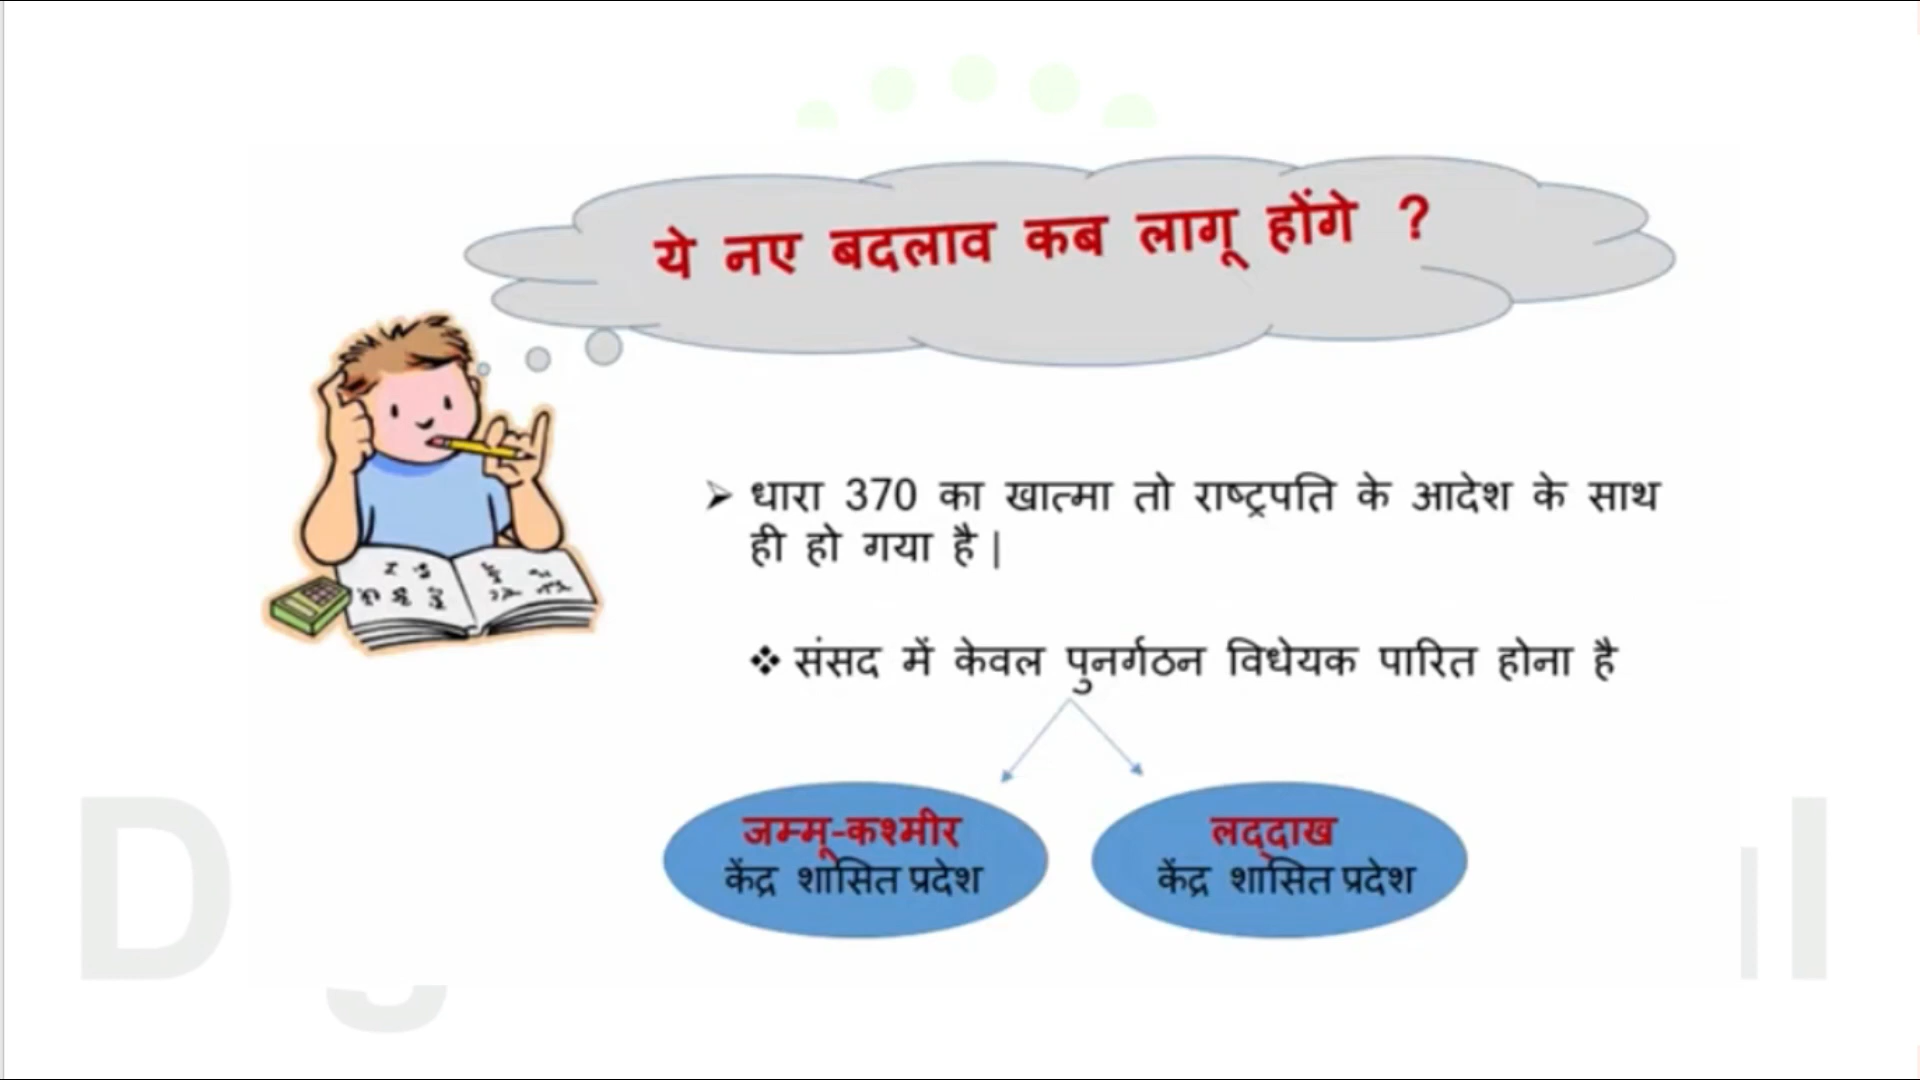 ये नए बदलाव कब लागू होंगे ?
➢ धारा 370 का खात्मा तो राष्ट्रपति के आदेश के साथ
ही हो गया है |
❖ संसद में केवल पुनर्गठन विधेयक पारित होना है
जम्मू-कश्मीर
केंद्र शासित प्रदेश
लद्दाख
केंद्र शासित प्रदेश